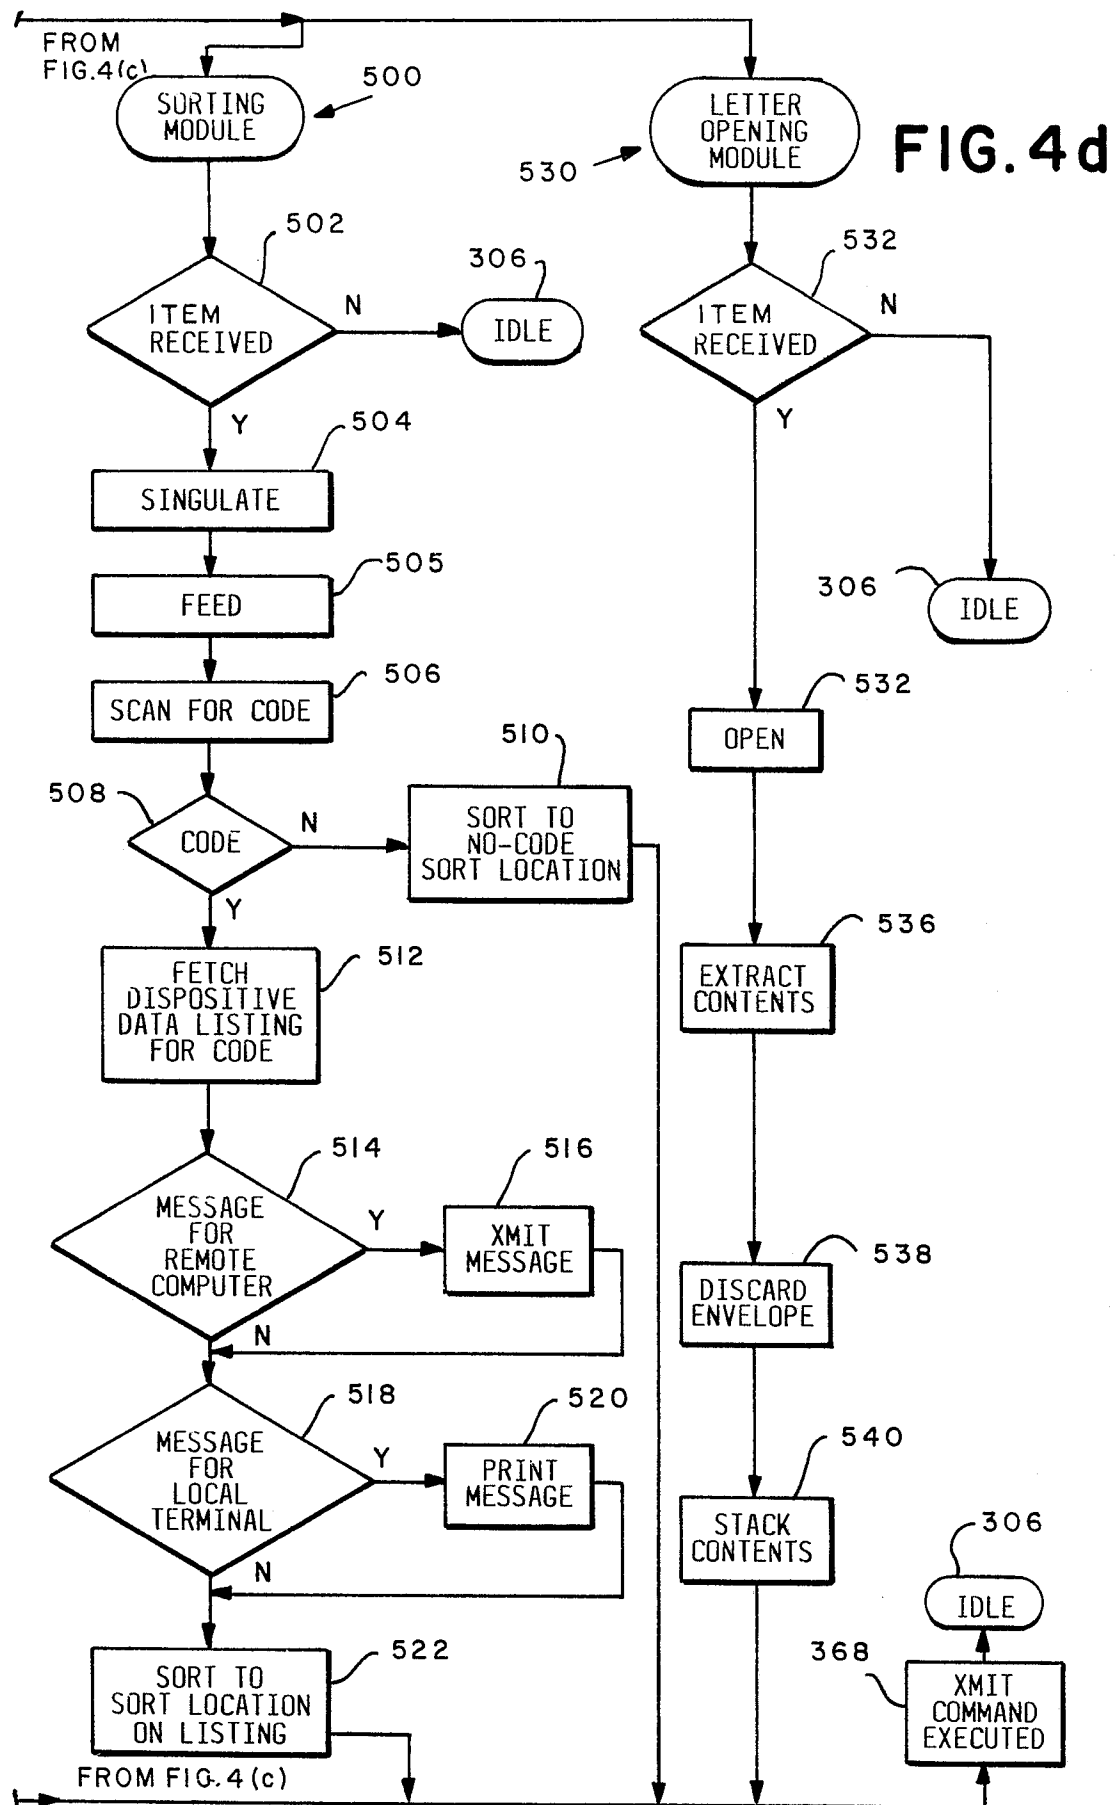 FROM
FIG.4(c)
SORTING
MODULE
500
LETTER
OPENING
MODULE
530
FIG. 4d
502
ITEM
RECEIVED
N
Y
306
IDLE
532
ITEM
RECEIVED
N
Y
504
SINGULATE
505
FEED
306
IDLE
506
SCAN FOR CODE
532
OPEN
508
CODE
N
Y
510
SORT TO
NO-CODE
SORT LOCATION
512
FETCH
DISPOSITIVE
DATA LISTING
FOR CODE
536
EXTRACT
CONTENTS
514
MESSAGE
FOR
REMOTE
COMPUTER
Y
N
516
XMIT
MESSAGE
538
DISCARD
ENVELOPE
518
MESSAGE
FOR
LOCAL
TERMINAL
Y
N
520
PRINT
MESSAGE
540
STACK
CONTENTS
306
IDLE
522
SORT TO
SORT LOCATION
ON LISTING
368
XMIT
COMMAND
EXECUTED
FROM FIG.4(c)